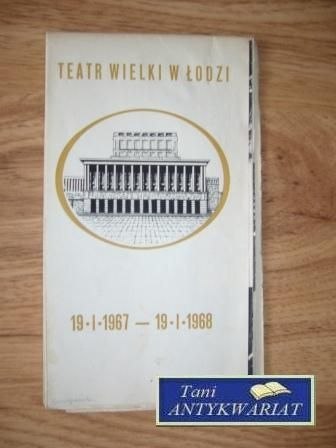 TEATR WIELKI W ŁODZI
19·I·1967 — 19·I·1968
Tani
ANTYKWARIAT